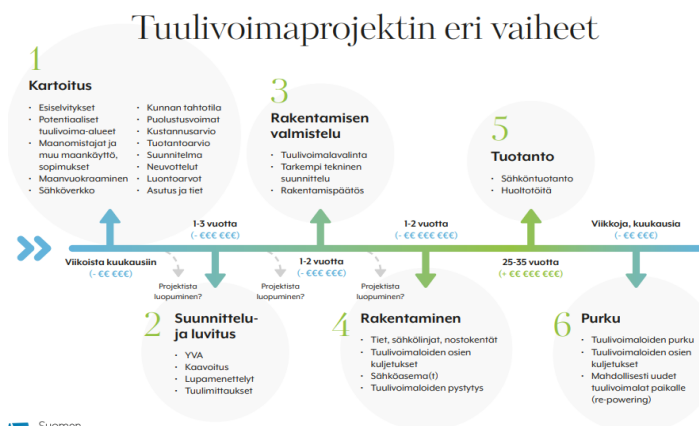 Tuulivoimaprojektin eri vaiheet
1
Kartoitus
· Esiselvitykset
· Potentiaaliset
tuulivoima-alueet
· Maanomistajat ja
muu maankäyttö,
sopimukset
· Maanvuokraaminen
· Sähköverkko
· Kunnan tahtotila
· Puolustusvoimat
· Kustannusarvio
· Tuotantoarvio
· Suunnitelma
· Neuvottelut
· Luontoarvot
· Asutus ja tiet
3
Rakentamisen
valmistelu
· Tuulivoimalavalinta
· Tarkempi tekninen
suunnittelu
· Rakentamispäätös
5
Tuotanto
· Sähköntuotanto
· Huoltotöitä
Viikoista kuukausiin
(- €€ €€€)
1-3 vuotta
(- €€€ €€€)
1-2 vuotta
(- €€€ €€€)
1-2 vuotta
(- €€ €€€ €€€)
25-35 vuotta
(+ €€ €€€ €€€)
Viikkoja, kuukausia
(- €€€ €€€)
Projektista
luopuminen?
Projektista
luopuminen?
Projektista
luopuminen?
2
Suunnittelu-
ja luvitus
· YVA
· Kaavoitus
· Lupamenettelyt
· Tuulimittaukset
4
Rakentaminen
· Tiet, sähkölinjat, nostokentät
· Tuulivoimaloiden osien
kuljetukset
· Sähköasema(t)
· Tuulivoimaloiden pystytys
6
Purku
· Tuulivoimaloiden purku
· Tuulivoimaloiden osien
kuljetukset
· Mahdollisesti uudet
tuulivoimalat paikalle
(re-powering)
Suomen